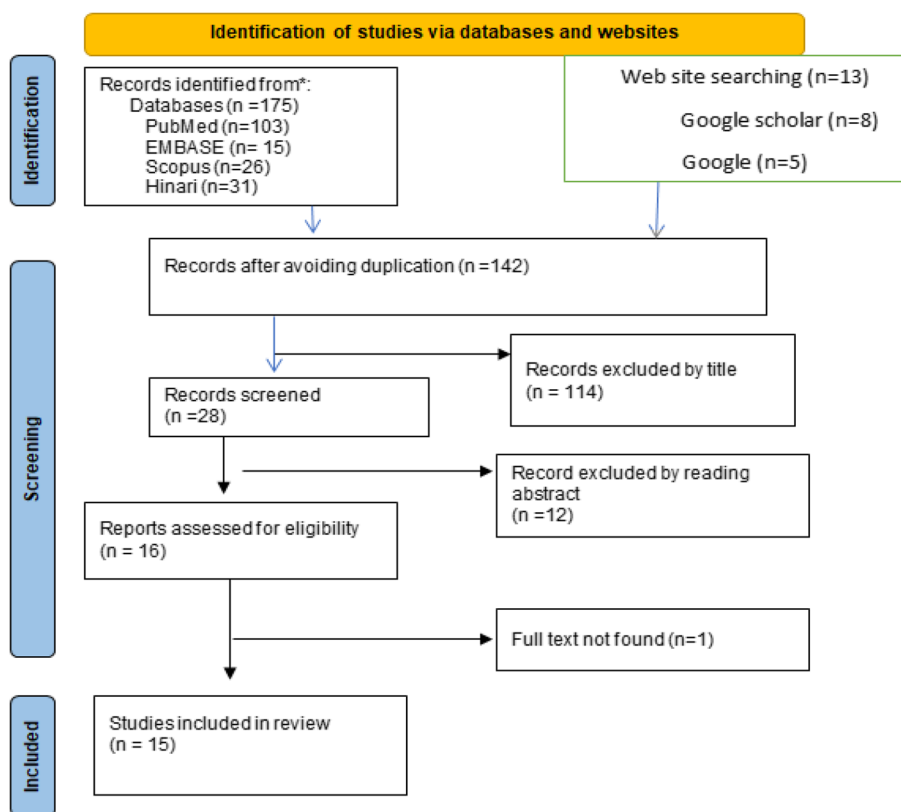 Identification of studies via databases and websites
Identification
Records identified from*:
Databases (n =175)
PubMed (n=103)
EMBASE (n= 15)
Scopus (n=26)
Hinari (n=31)
Web site searching (n=13)
Google scholar (n=8)
Google (n=5)
Screening
Records after avoiding duplication (n =142)
Records excluded by title
(n = 114)
Records screened
(n =28)
Record excluded by reading
abstract
(n =12)
Reports assessed for eligibility
(n = 16)
Full text not found (n=1)
Included
Studies included in review
(n = 15)